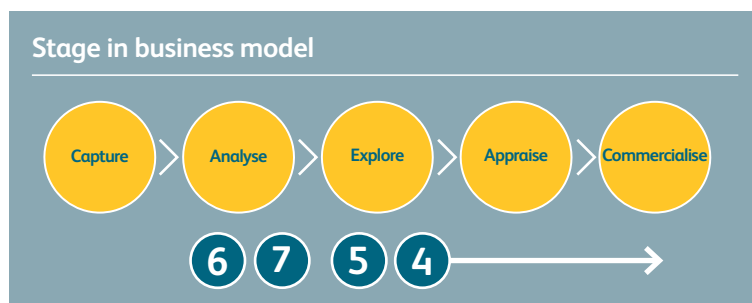 Stage in business model
Capture Analyse Explore Appraise Commercialise
6 7 5 4